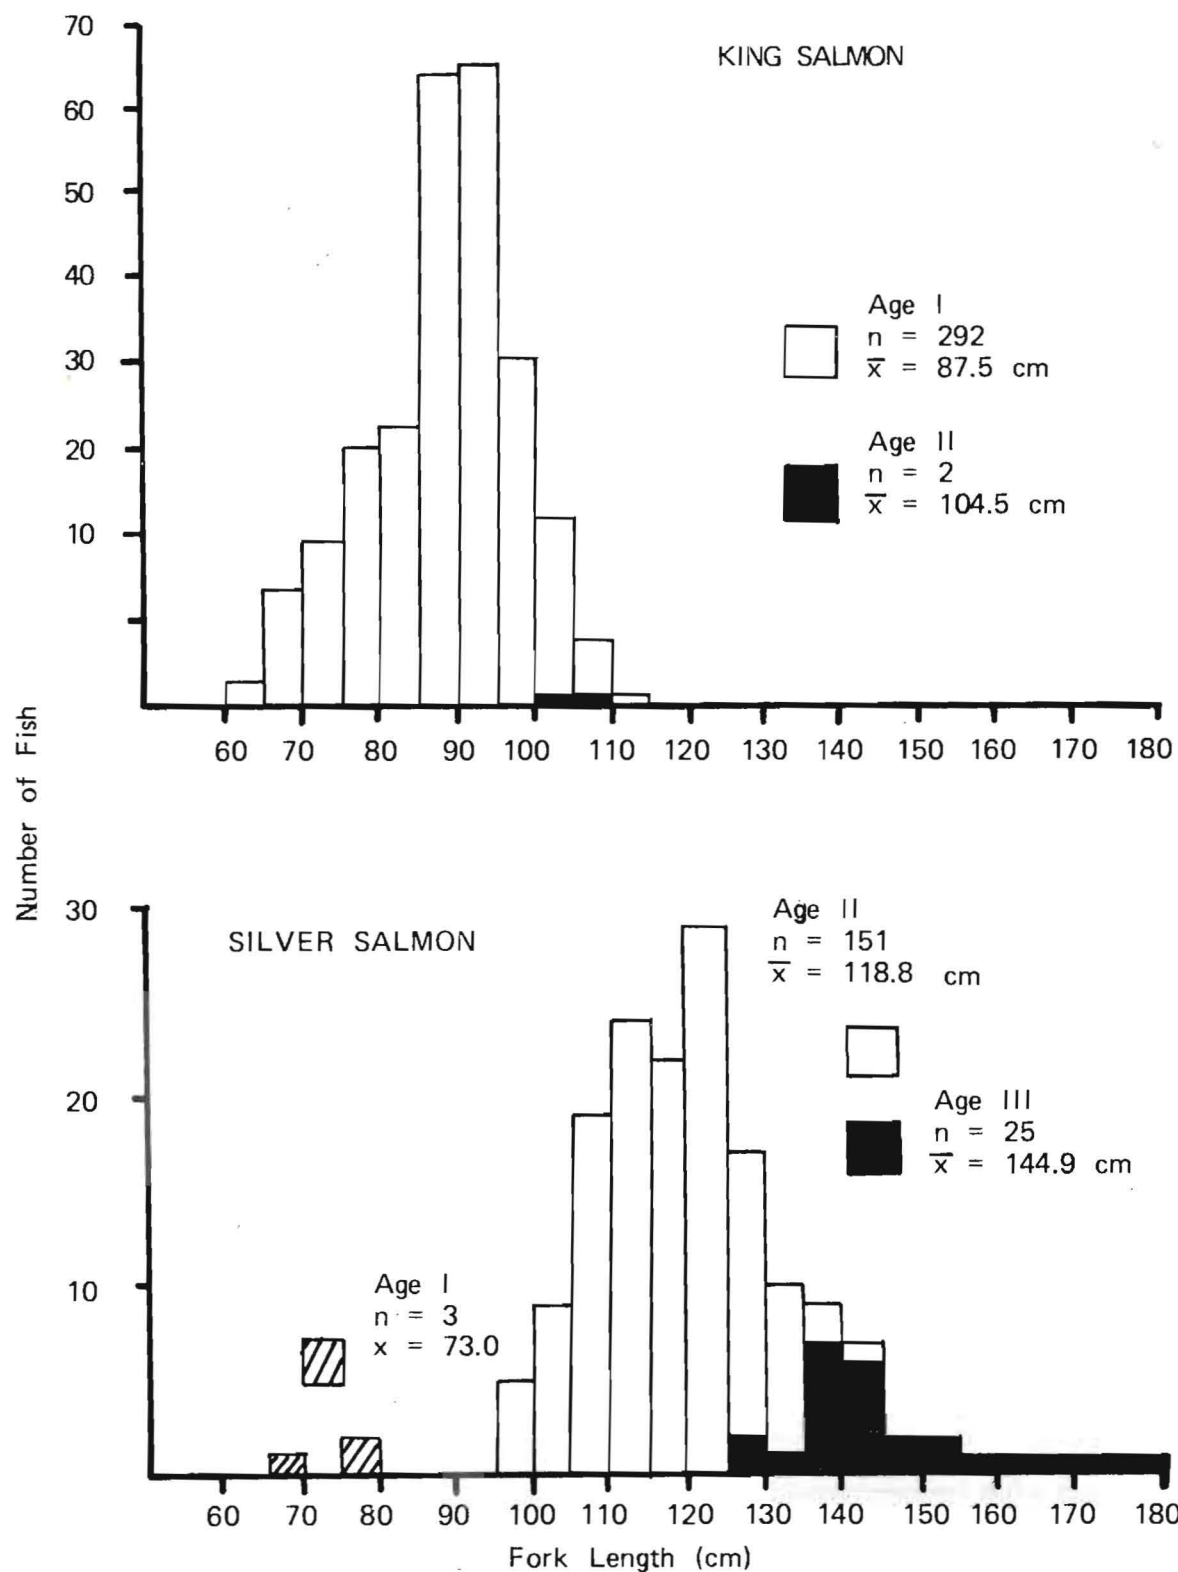 KING SALMON
70
60
50
40
30
20
10
Age I
n = 292
x̅ = 87.5 cm
Age II
n = 2
x̅ = 104.5 cm
60 70 80 90 100 110 120 130 140 150 160 170 180
Number of Fish
SILVER SALMON
30
20
10
Age II
n = 151
x̅ = 118.8 cm
Age III
n = 25
x̅ = 144.9 cm
Age I
n = 3
x = 73.0
60 70 80 90 100 110 120 130 140 150 160 170 180
Fork Length (cm)